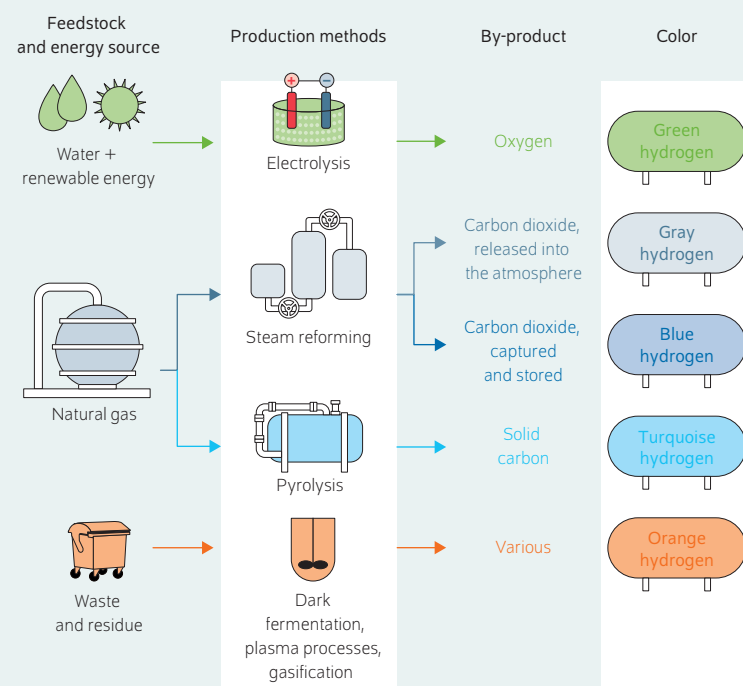 Feedstock
and energy source
Production methods
By-product
Color
Water +
renewable energy
+
−
Electrolysis
Oxygen
Green
hydrogen
Natural gas
Steam reforming
Carbon dioxide,
released into
the atmosphere
Gray
hydrogen
Carbon dioxide,
captured
and stored
Blue
hydrogen
Pyrolysis
Solid
carbon
Turquoise
hydrogen
Waste
and residue
Dark
fermentation,
plasma processes,
gasification
Various
Orange
hydrogen